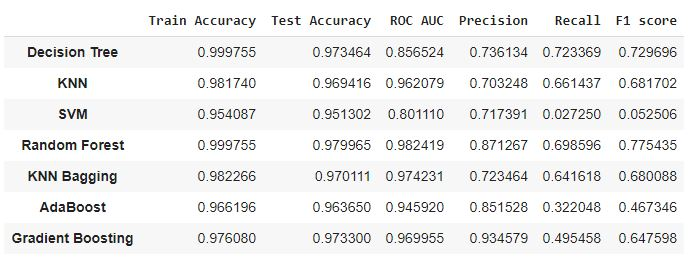 Train Accuracy Test Accuracy ROC AUC Precision Recall F1 score
Decision Tree 0.999755 0.973464 0.856524 0.736134 0.723369 0.729696
KNN 0.981740 0.969416 0.962079 0.703248 0.661437 0.681702
SVM 0.954087 0.951302 0.801110 0.717391 0.027250 0.052506
Random Forest 0.999755 0.979965 0.982419 0.871267 0.698596 0.775435
KNN Bagging 0.982266 0.970111 0.974231 0.723464 0.641618 0.680088
AdaBoost 0.966196 0.963650 0.945920 0.851528 0.322048 0.467346
Gradient Boosting 0.976080 0.973300 0.969955 0.934579 0.495458 0.647598